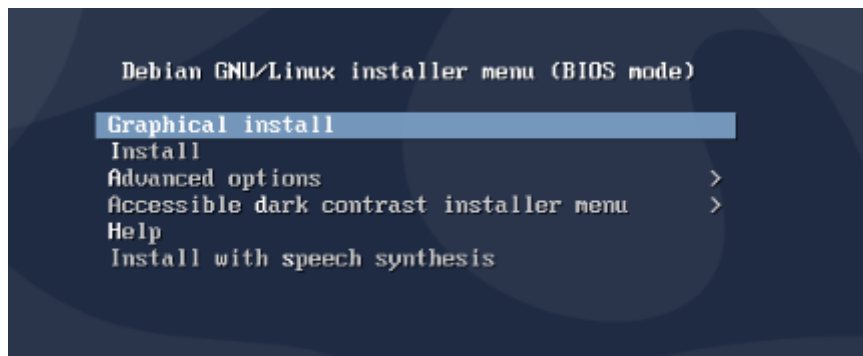 Debian GNU/Linux installer menu (BIOS mode)
Graphical install
Install
Advanced options >
Accessible dark contrast installer menu >
Help
Install with speech synthesis